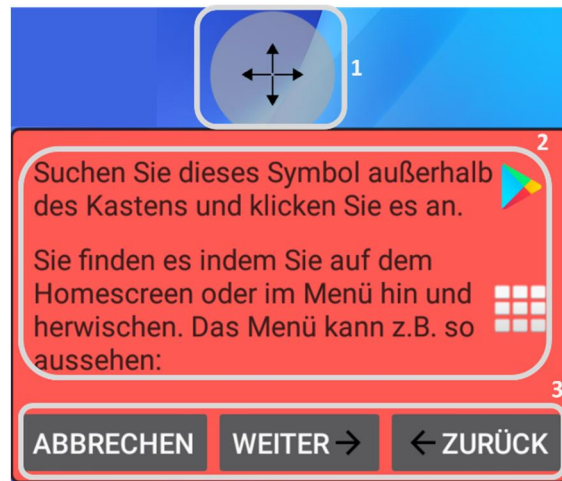 1
2
Suchen Sie dieses Symbol außerhalb
des Kastens und klicken Sie es an.
Sie finden es indem Sie auf dem
Homescreen oder im Menü hin und
herwischen. Das Menü kann z.B. so
aussehen:
3
ABBRECHEN WEITER → ← ZURÜCK